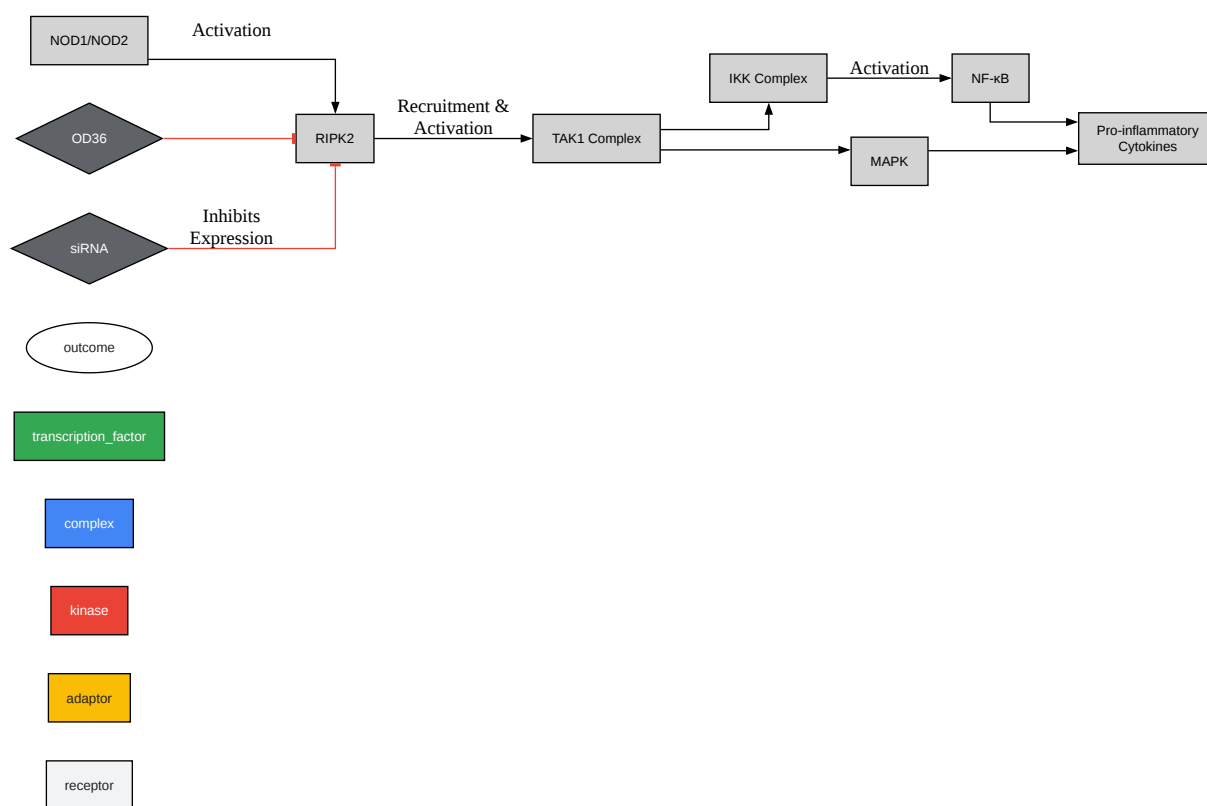 NOD1/NOD2
Activation
OD36
RIPK2
Recruitment &
Activation
TAK1 Complex
IKK Complex
Activation
NF-κB
MAPK
Pro-inflammatory
Cytokines
siRNA
Inhibits
Expression
outcome
transcription_factor
complex
kinase
adaptor
receptor